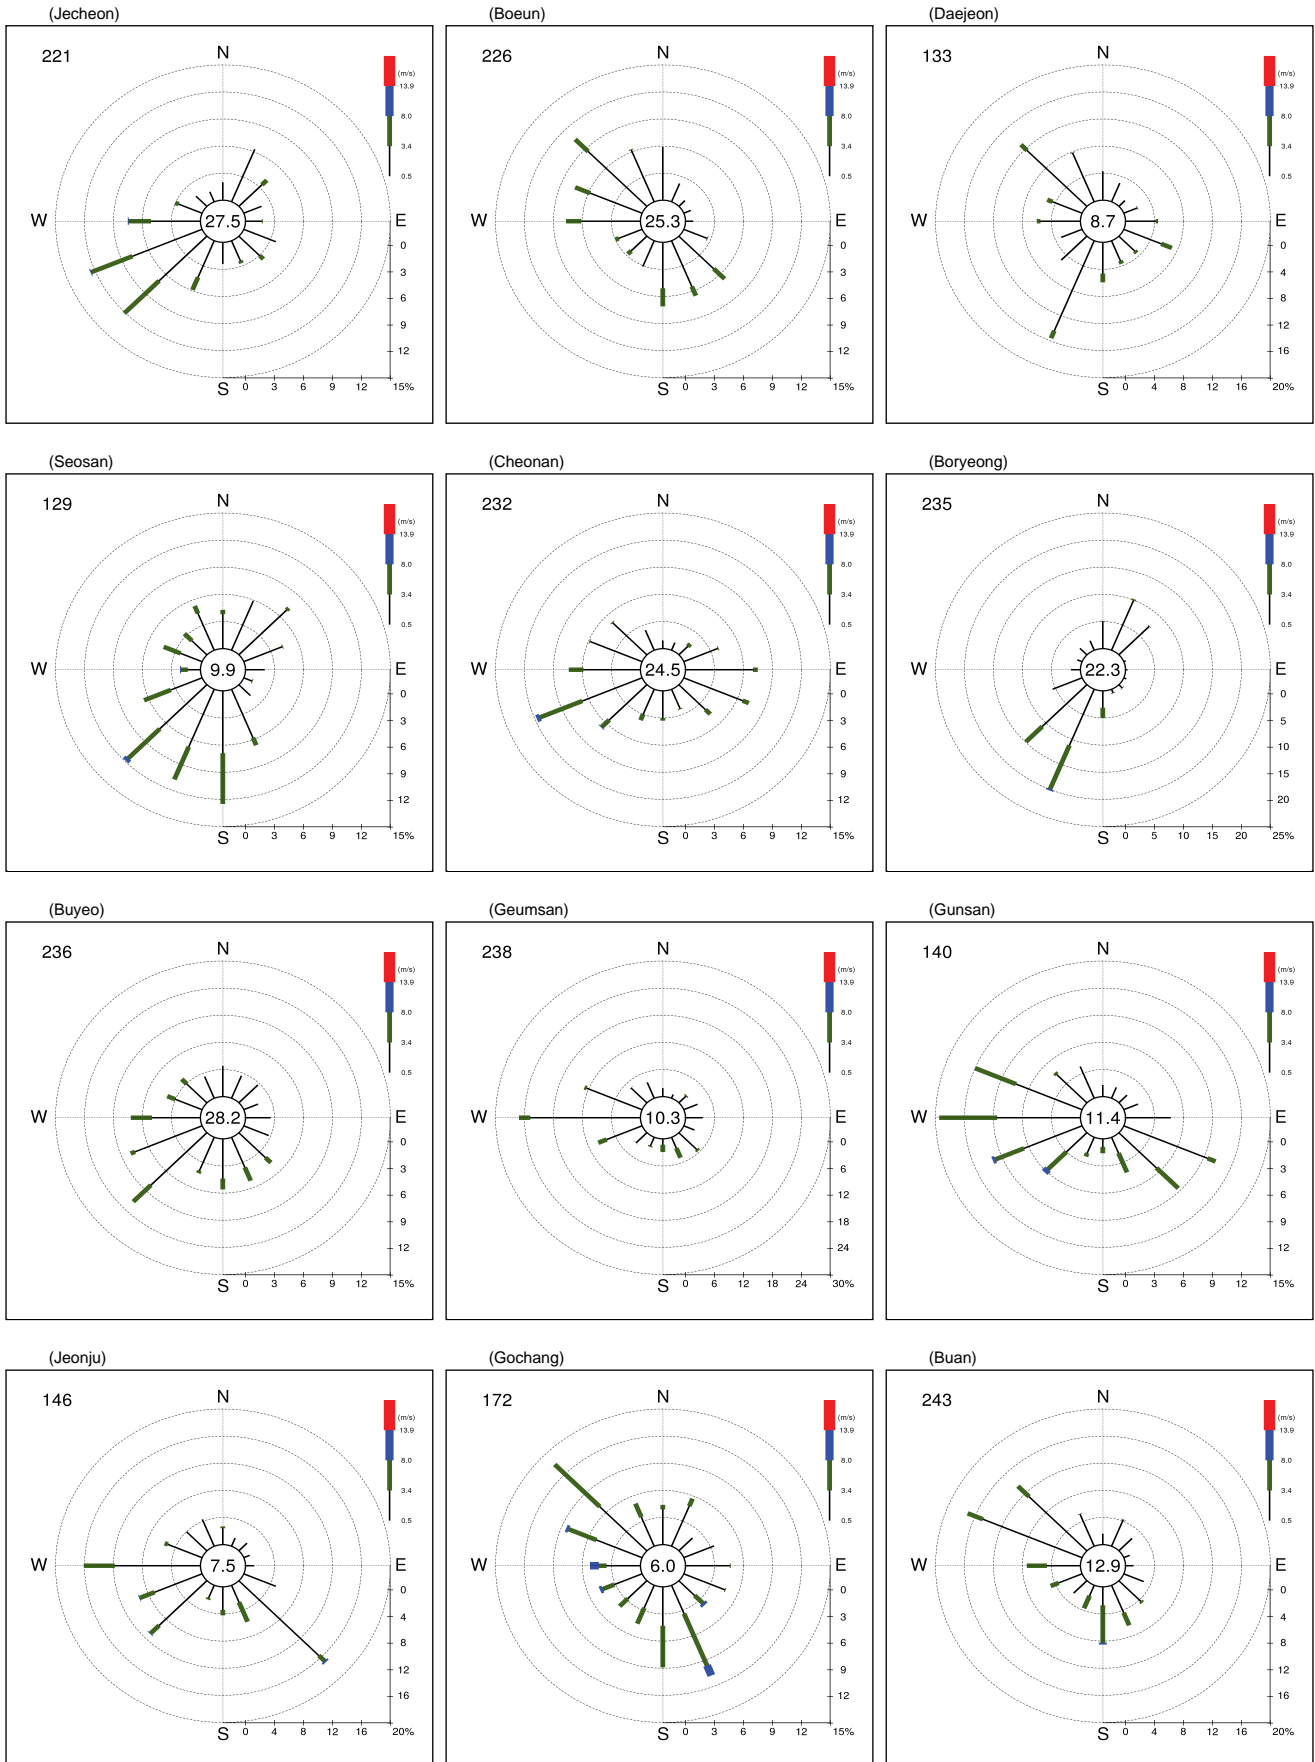 (Jecheon)
221
N
(m/s)
13.9
8.0
3.4
0.5
W
27.5
E
0
3
6
9
12
S
0 3 6 9 12 15%
(Boeun)
226
N
(m/s)
13.9
8.0
3.4
0.5
W
25.3
E
0
3
6
9
12
S
0 3 6 9 12 15%
(Daejeon)
133
N
(m/s)
13.9
8.0
3.4
0.5
W
8.7
E
0
4
8
12
16
S
0 4 8 12 16 20%
(Seosan)
129
N
(m/s)
13.9
8.0
3.4
0.5
W
9.9
E
0
3
6
9
12
S
0 3 6 9 12 15%
(Cheonan)
232
N
(m/s)
13.9
8.0
3.4
0.5
W
24.5
E
0
3
6
9
12
S
0 3 6 9 12 15%
(Boryeong)
235
N
(m/s)
13.9
8.0
3.4
0.5
W
22.3
E
0
5
10
15
20
S
0 5 10 15 20 25%
(Buyeo)
236
N
(m/s)
13.9
8.0
3.4
0.5
W
28.2
E
0
3
6
9
12
S
0 3 6 9 12 15%
(Geumsan)
238
N
(m/s)
13.9
8.0
3.4
0.5
W
10.3
E
0
6
12
18
24
S
0 6 12 18 24 30%
(Gunsan)
140
N
(m/s)
13.9
8.0
3.4
0.5
W
11.4
E
0
3
6
9
12
S
0 3 6 9 12 15%
(Jeonju)
146
N
(m/s)
13.9
8.0
3.4
0.5
W
7.5
E
0
4
8
12
16
S
0 4 8 12 16 20%
(Gochang)
172
N
(m/s)
13.9
8.0
3.4
0.5
W
6.0
E
0
3
6
9
12
S
0 3 6 9 12 15%
(Buan)
243
N
(m/s)
13.9
8.0
3.4
0.5
W
12.9
E
0
4
8
12
16
S
0 4 8 12 16 20%